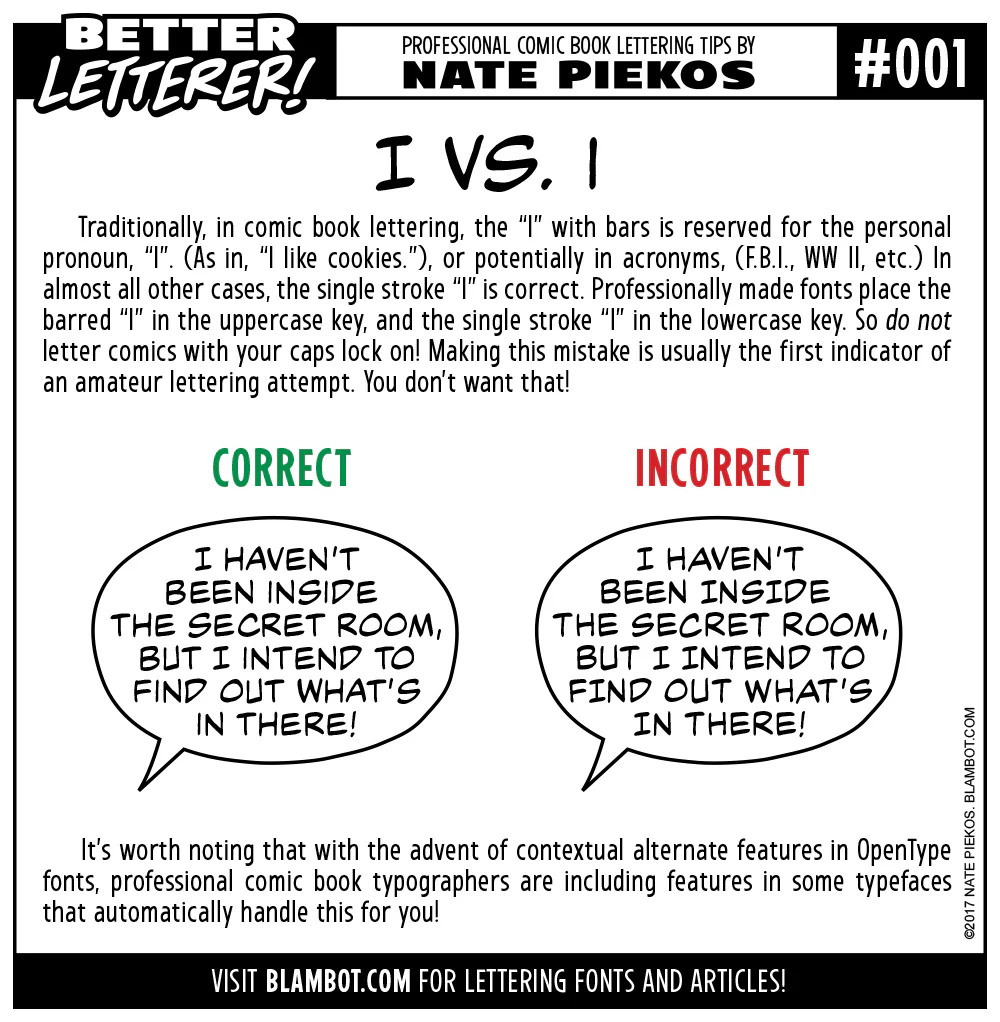 BETTER
LETTERER!
PROFESSIONAL COMIC BOOK LETTERING TIPS BY
NATE PIEKOS
#001
I VS. I
Traditionally, in comic book lettering, the “I” with bars is reserved for the personal
pronoun, “I”. (As in, “I like cookies.”), or potentially in acronyms, (F.B.I., WW II, etc.) In
almost all other cases, the single stroke “I” is correct. Professionally made fonts place the
barred “I” in the uppercase key, and the single stroke “I” in the lowercase key. So do not
letter comics with your caps lock on! Making this mistake is usually the first indicator of
an amateur lettering attempt. You don’t want that!
CORRECT
I HAVEN'T
BEEN INSIDE
THE SECRET ROOM,
BUT I INTEND TO
FIND OUT WHAT'S
IN THERE!
INCORRECT
I HAVEN'T
BEEN INSIDE
THE SECRET ROOM,
BUT I INTEND TO
FIND OUT WHAT'S
IN THERE!
It’s worth noting that with the advent of contextual alternate features in OpenType
fonts, professional comic book typographers are including features in some typefaces
that automatically handle this for you!
©2017 NATE PIEKOS. BLAMBOT.COM
VISIT BLAMBOT.COM FOR LETTERING FONTS AND ARTICLES!